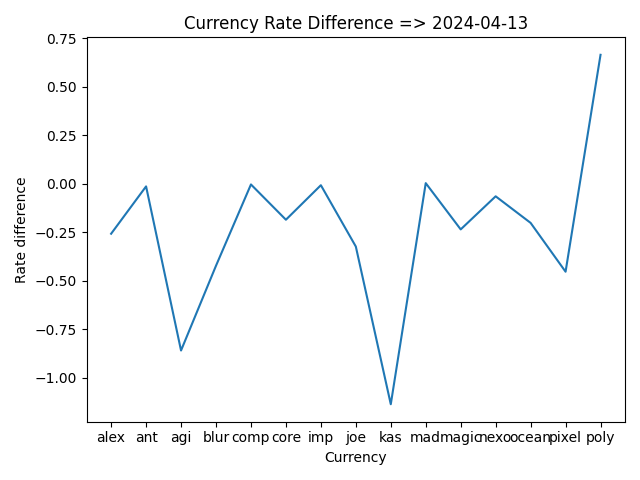 Currency Rate Difference => 2024-04-13
0.75
0.50
0.25
0.00
−0.25
−0.50
−0.75
−1.00
Rate difference
alex ant agi blur comp core imp joe kas mad magic nexo ocean pixel poly
Currency